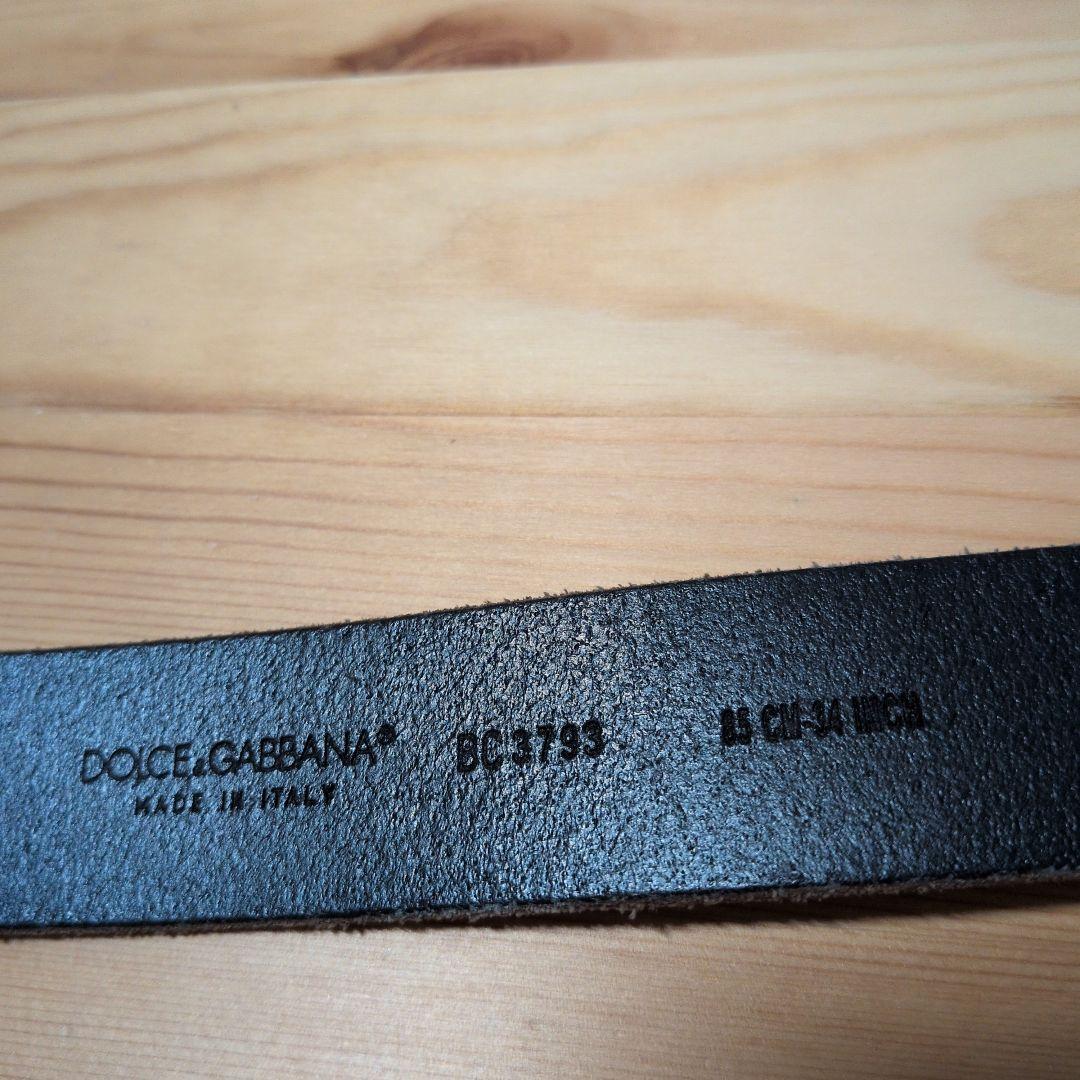 DOLCE&GABBANA® BC3793 85 CM-34 INCH
MADE IN ITALY